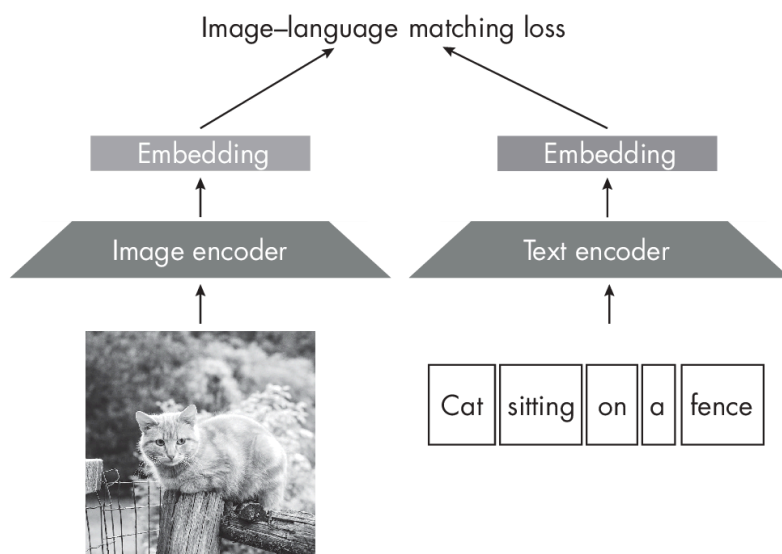 Image–language matching loss
Embedding
Embedding
Image encoder
Text encoder
Cat sitting on a fence